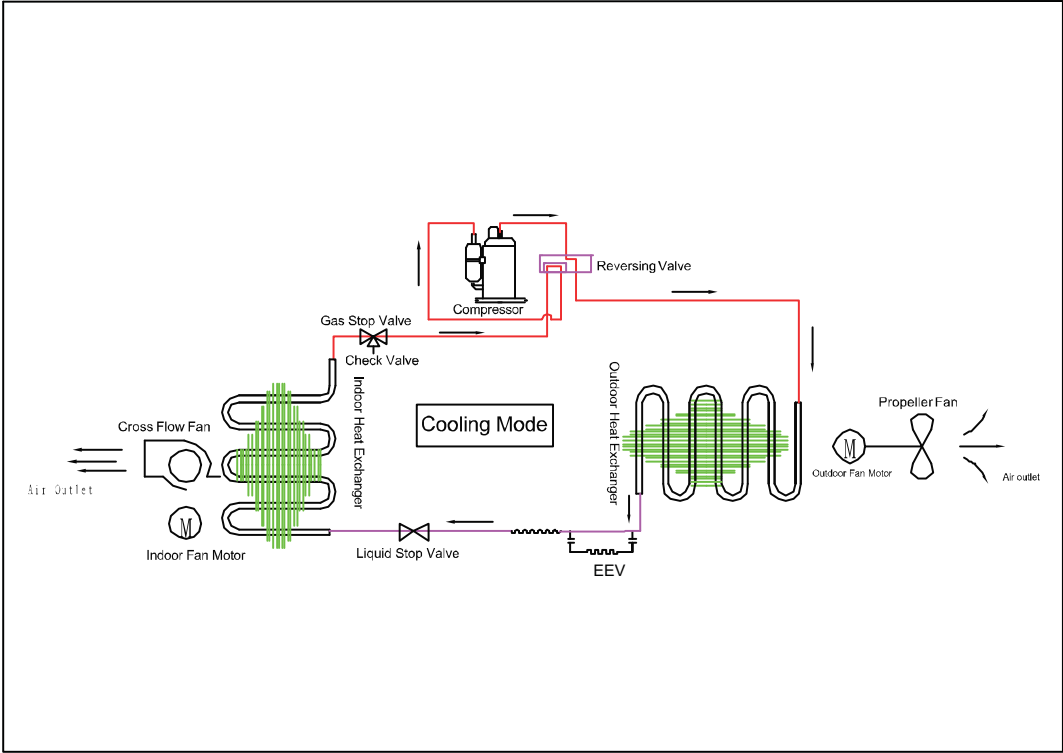 Reversing Valve
Compressor
Gas Stop Valve
Check Valve
Indoor Heat Exchanger
Outdoor Heat Exchanger
Cooling Mode
Propeller Fan
Cross Flow Fan
M
Outdoor Fan Motor
Air outlet
Air Outlet
M
Indoor Fan Motor
Liquid Stop Valve
EEV